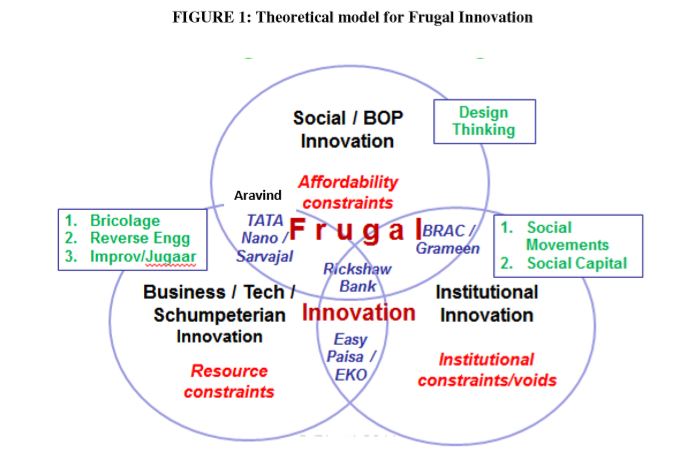 FIGURE 1: Theoretical model for Frugal Innovation
Social / BOP
Innovation
Design
Thinking
Affordability
constraints
Aravind
TATA
Nano /
Sarvajal
Frugal
BRAC /
Grameen
1. Bricolage
2. Reverse Engg
3. Improv/Jugaar
1. Social
Movements
2. Social Capital
Rickshaw
Bank
Business / Tech /
Schumpeterian
Innovation
Innovation
Institutional
Innovation
Easy
Paisa /
EKO
Resource
constraints
Institutional
constraints/voids